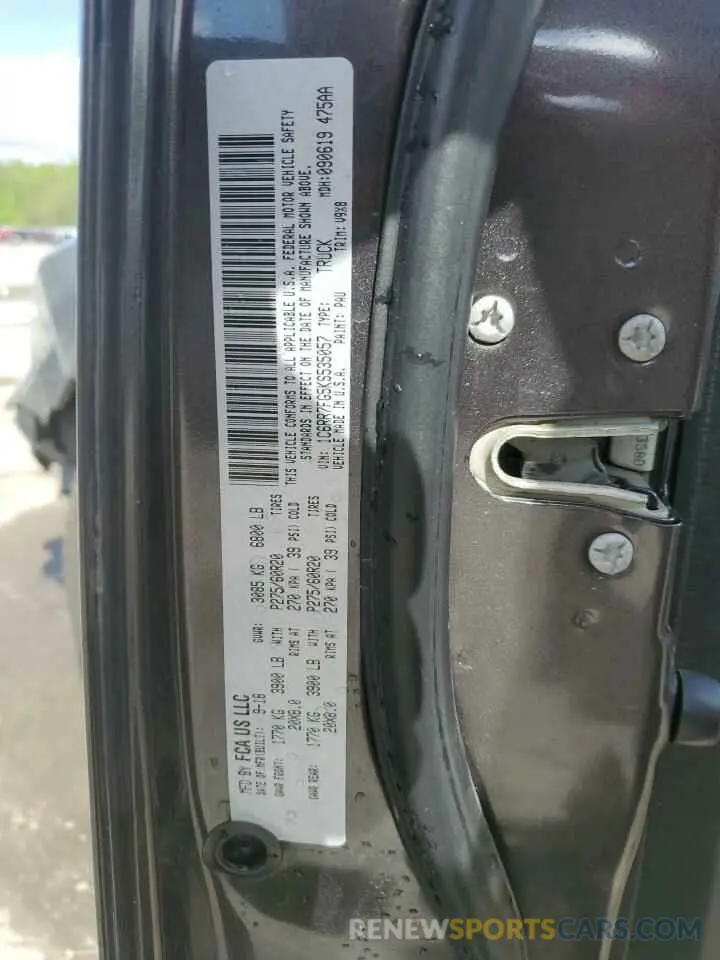 MFD BY FCA US LLC
DATE OF MFR(BUILT): 9-18
GVWR: 3085 KG 6800 LB
GAWR FRONT: 1770 KG 3900 LB WITH P275/60R20 TIRES
20X8.0 RIMS AT 270 KPA ( 39 PSI) COLD
GAWR REAR: 1770 KG 3900 LB WITH P275/60R20 TIRES
20X8.0 RIMS AT 270 KPA ( 39 PSI) COLD
THIS VEHICLE CONFORMS TO ALL APPLICABLE U.S.A. FEDERAL MOTOR VEHICLE SAFETY
STANDARDS IN EFFECT ON THE DATE OF MANUFACTURE SHOWN ABOVE.
VIN: 1C6RR7FG5KS535057 TYPE: TRUCK MDH:090619 475AA
VEHICLE MADE IN U.S.A. PAINT: PAU TRIM: V9X8
RENEWSPORTSCARS.COM